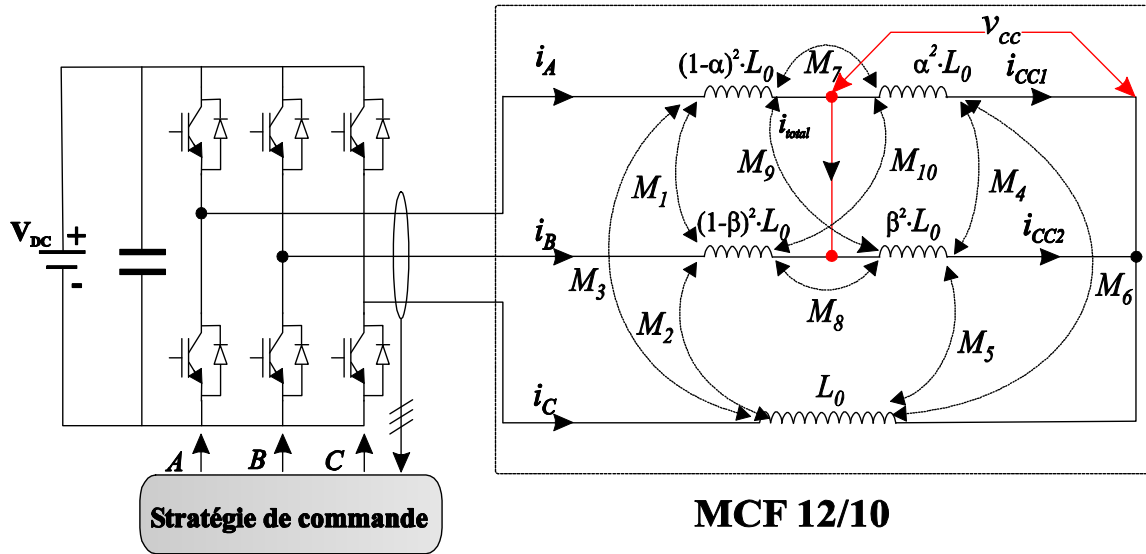 v_CC
i_A
(1-α)²·L₀
M₇
α²·L₀
i_CC1
i_total
M₁
M₉
M₁₀
M₄
V_DC
+
-
i_B
(1-β)²·L₀
β²·L₀
i_CC2
M₃
M₈
M₆
M₂
M₅
L₀
i_C
A B C
Stratégie de commande
MCF 12/10